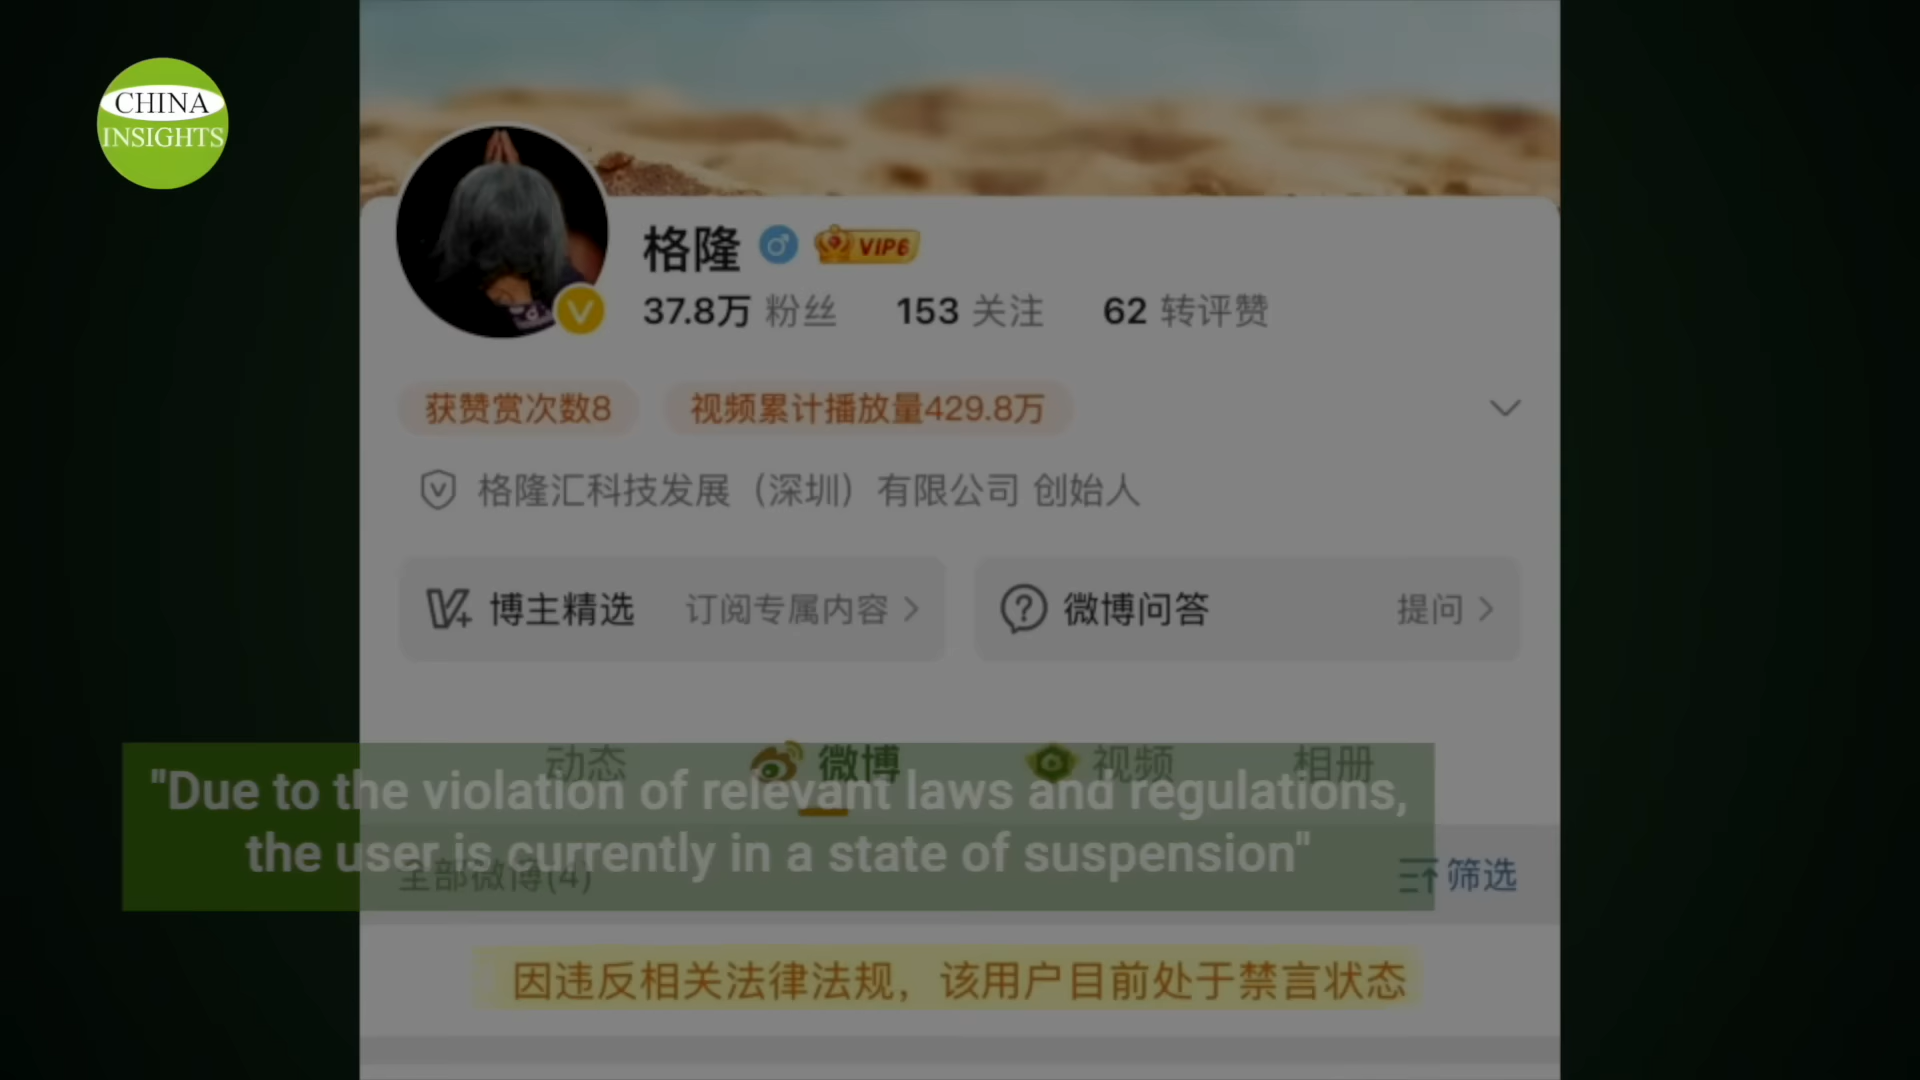 CHINA
INSIGHTS
格隆 VIP6
37.8万 粉丝 153 关注 62 转评赞
获赞赏次数8 视频累计播放量429.8万
格隆汇科技发展（深圳）有限公司 创始人
博主精选 订阅专属内容 微博问答 提问
动态 微博 视频 相册
"Due to the violation of relevant laws and regulations,
the user is currently in a state of suspension"
全部微博(4) 筛选
因违反相关法律法规，该用户目前处于禁言状态